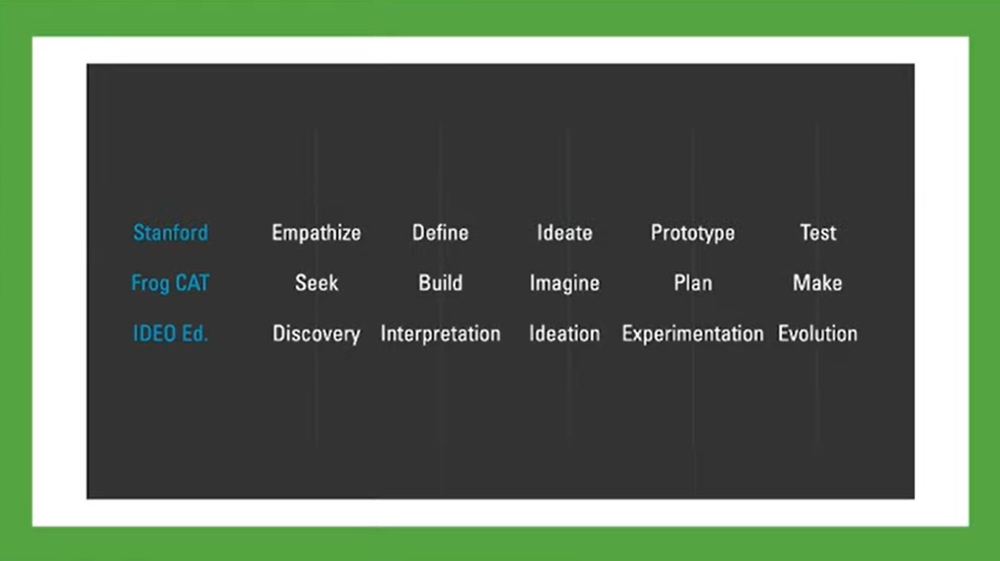 Stanford Empathize Define Ideate Prototype Test
Frog CAT Seek Build Imagine Plan Make
IDEO Ed. Discovery Interpretation Ideation Experimentation Evolution